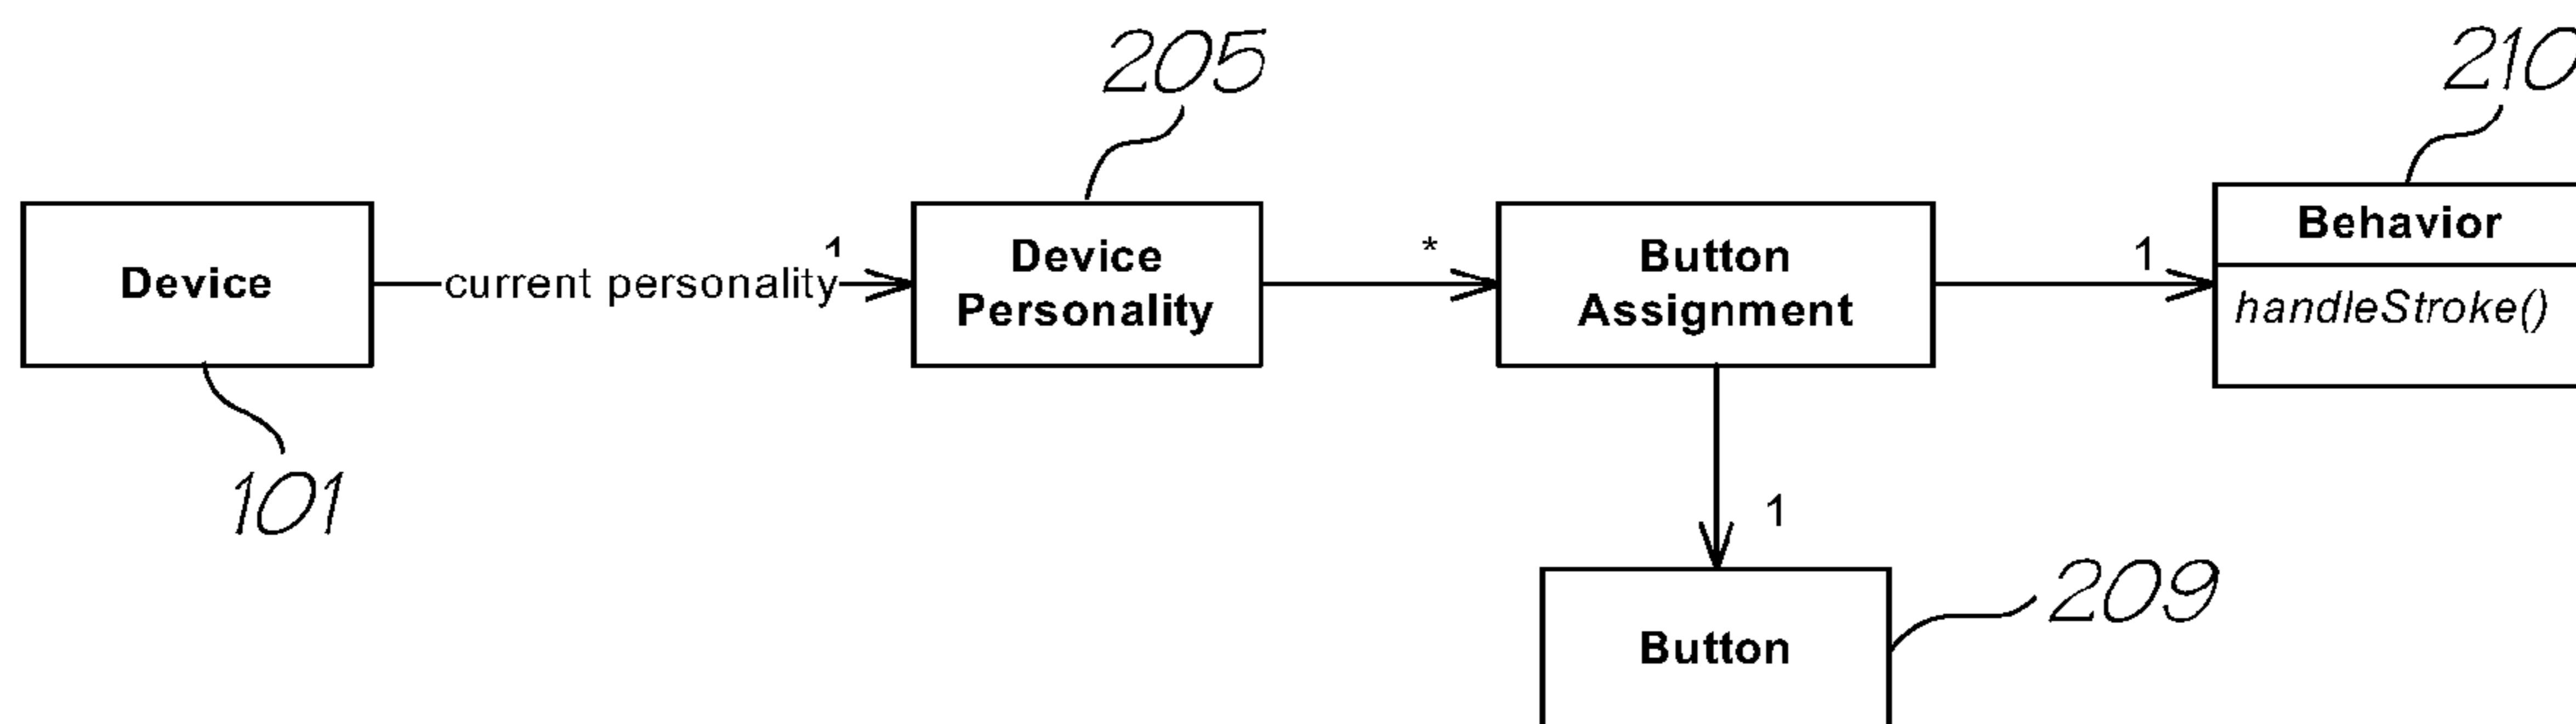 205
210
Device
current personality
1
Device
Personality
*
Button
Assignment
1
Behavior
handleStroke()
101
1
Button
209